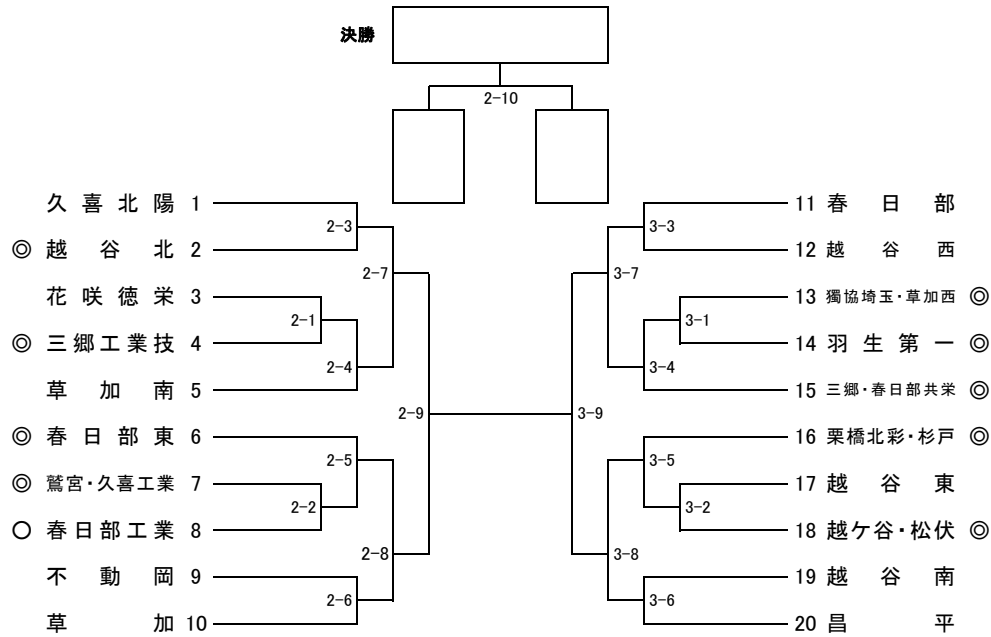 決勝
2-10
久喜北陽 1
2-3
◎ 越谷北 2
2-7
花咲徳栄 3
2-1
◎ 三郷工業技 4
2-4
草加南 5
2-9
◎ 春日部東 6
2-5
◎ 鷲宮・久喜工業 7
2-2
○ 春日部工業 8
2-8
不動岡 9
2-6
草加 10
11 春日部
3-3
12 越谷西
3-7
13 獨協埼玉・草加西 ◎
3-1
14 羽生第一 ◎
3-4
15 三郷・春日部共栄 ◎
3-9
16 栗橋北彩・杉戸 ◎
3-5
17 越谷東
3-2
18 越ケ谷・松伏 ◎
3-8
19 越谷南
3-6
20 昌平